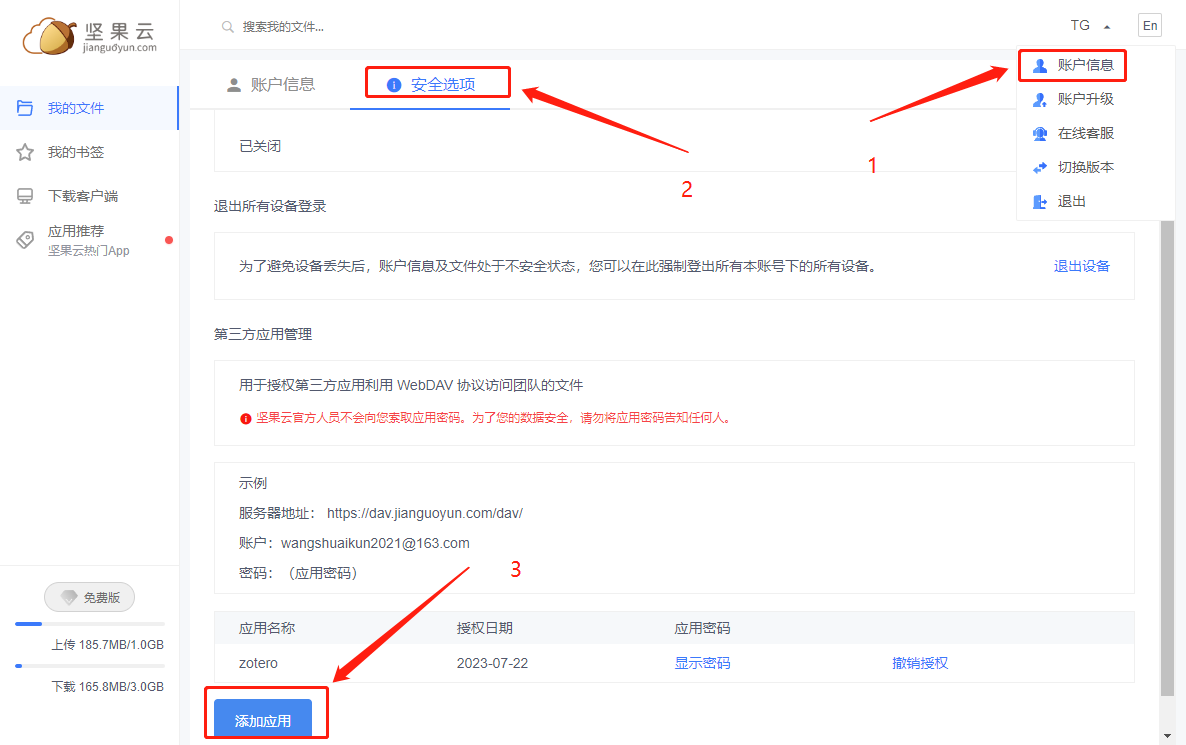 坚果云
jianguoyun.com
搜索我的文件...
TG
En
我的文件
我的书签
下载客户端
应用推荐
坚果云热门App
免费版
上传 185.7MB/1.0GB
下载 165.8MB/3.0GB
账户信息
安全选项
账户信息
账户升级
在线客服
切换版本
退出
1
2
已关闭
退出所有设备登录
为了避免设备丢失后，账户信息及文件处于不安全状态，您可以在此强制登出所有本账号下的所有设备。
退出设备
第三方应用管理
用于授权第三方应用利用 WebDAV 协议访问团队的文件
坚果云官方人员不会向您索取应用密码。为了您的数据安全，请勿将应用密码告知任何人。
示例
服务器地址： https://dav.jianguoyun.com/dav/
账户：wangshuaikun2021@163.com
密码：（应用密码）
3
应用名称 授权日期 应用密码
zotero 2023-07-22 显示密码 撤销授权
添加应用